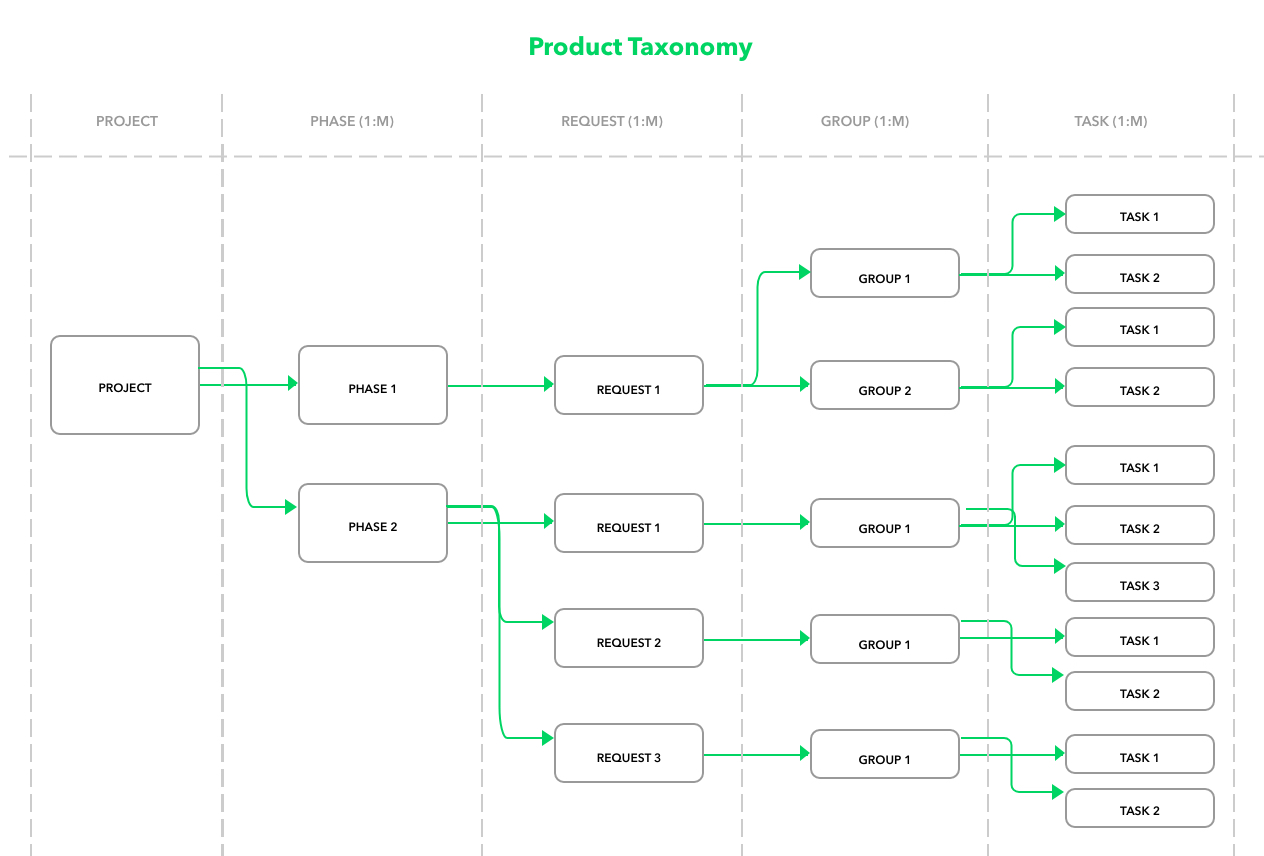 Product Taxonomy
PROJECT
PHASE (1:M)
REQUEST (1:M)
GROUP (1:M)
TASK (1:M)
PROJECT
PHASE 1
REQUEST 1
GROUP 1
TASK 1
TASK 2
GROUP 2
TASK 1
TASK 2
PHASE 2
REQUEST 1
GROUP 1
TASK 1
TASK 2
TASK 3
REQUEST 2
GROUP 1
TASK 1
TASK 2
REQUEST 3
GROUP 1
TASK 1
TASK 2